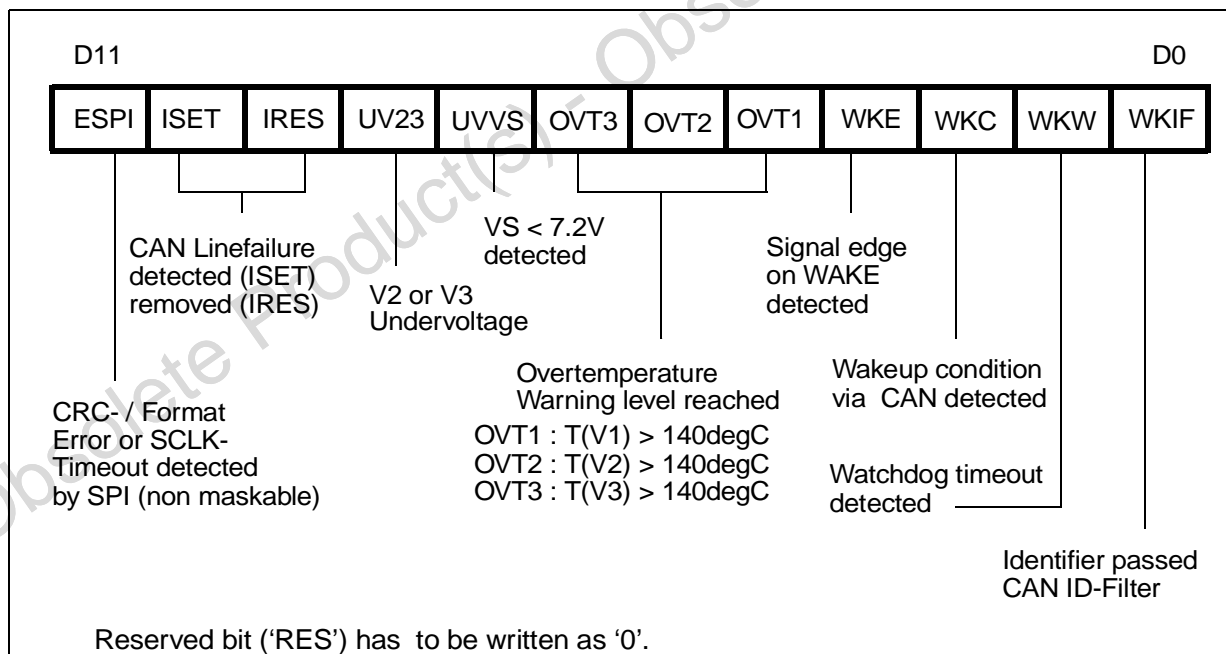 D11 D0
ESPI ISET IRES UV23 UVVS OVT3 OVT2 OVT1 WKE WKC WKW WKIF
CAN Linefailure
detected (ISET)
removed (IRES)
VS < 7.2V
detected
Signal edge
on WAKE
detected
V2 or V3
Undervoltage
CRC- / Format
Error or SCLK-
Timeout detected
by SPI (non maskable)
Overtemperature
Warning level reached
OVT1 : T(V1) > 140degC
OVT2 : T(V2) > 140degC
OVT3 : T(V3) > 140degC
Wakeup condition
via CAN detected
Watchdog timeout
detected
Identifier passed
CAN ID-Filter
Reserved bit (‘RES’) has to be written as ‘0’.
Obsolete Product(s) - Obso